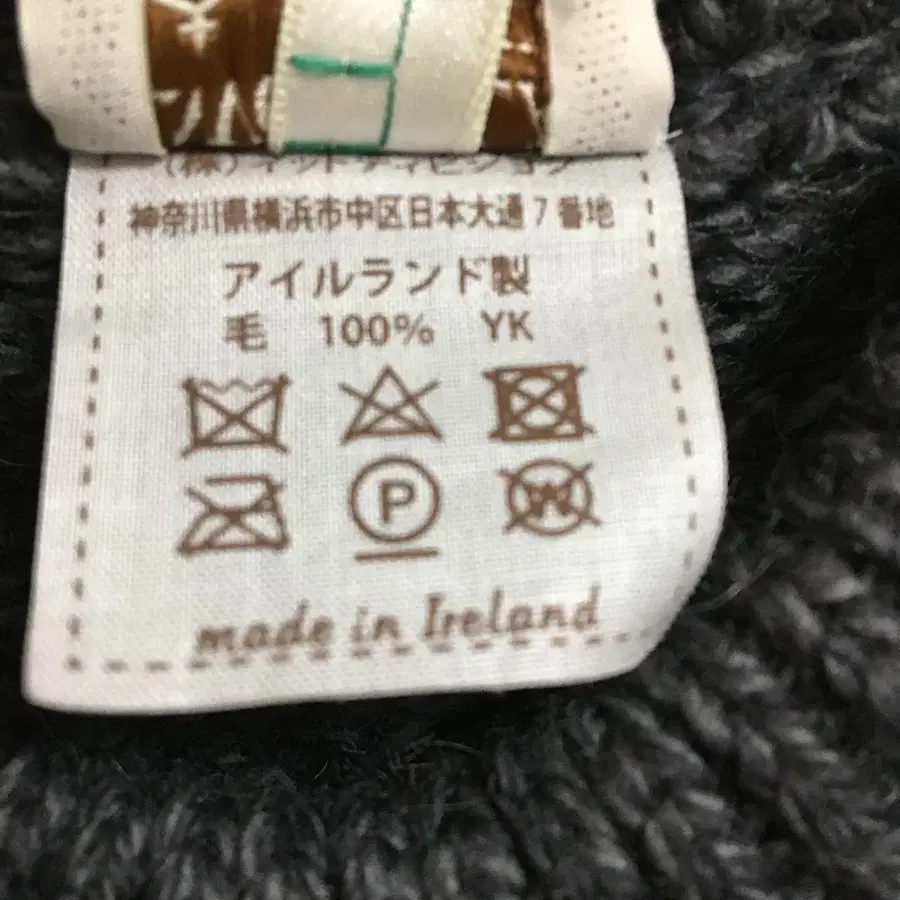 神奈川県横浜市中区日本大通7番地
アイルランド製
毛 100% YK
P
W
made in Ireland